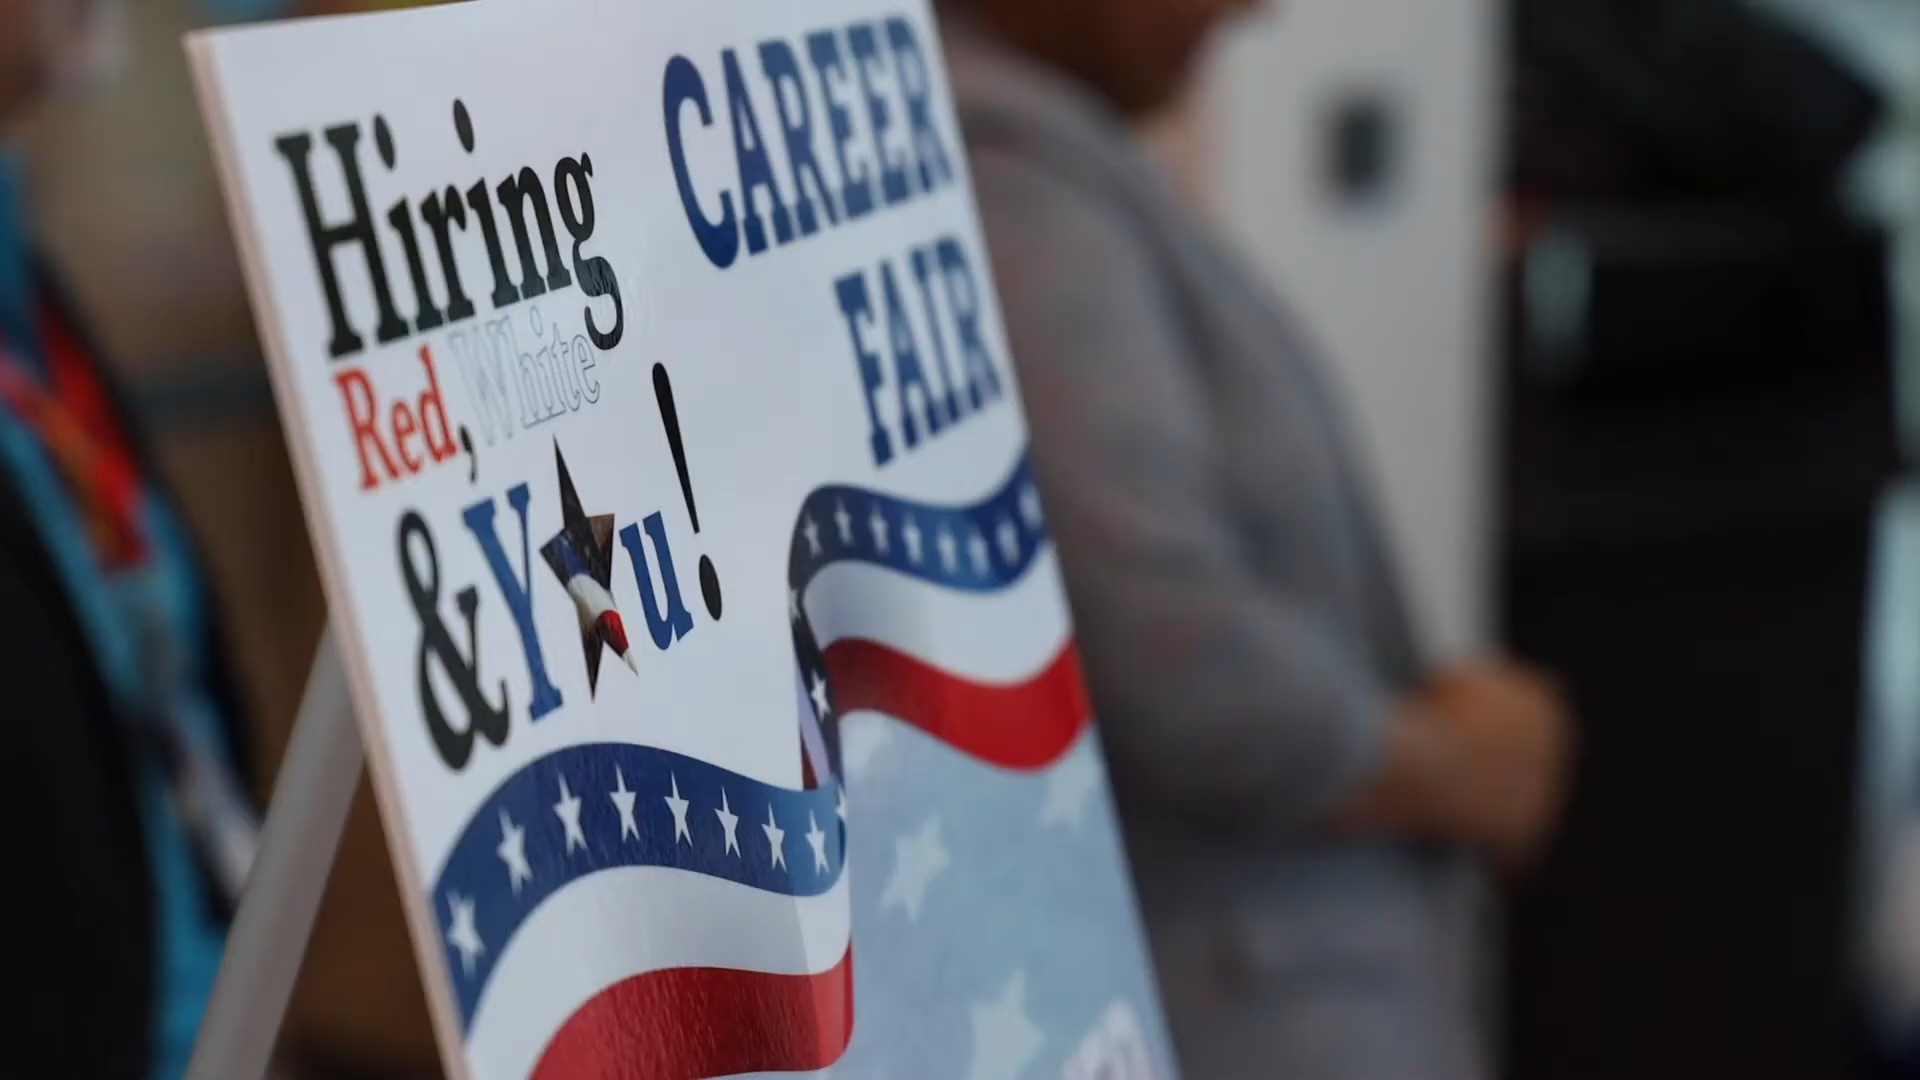 Hiring
Red, White
& You!
CAREER
FAIR